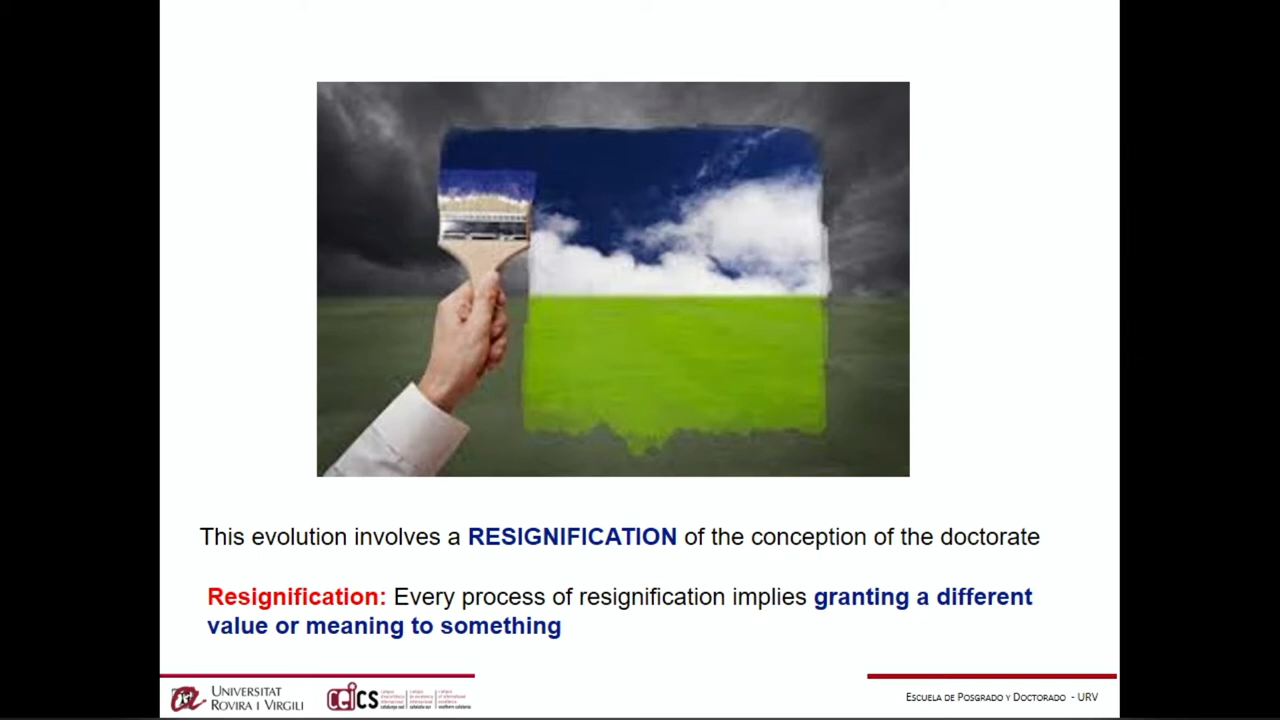 This evolution involves a RESIGNIFICATION of the conception of the doctorate
Resignification: Every process of resignification implies granting a different
value or meaning to something
UNIVERSITAT
ROVIRA I VIRGILI
CEICS
ESCUELA DE POSGRADO Y DOCTORADO - URV